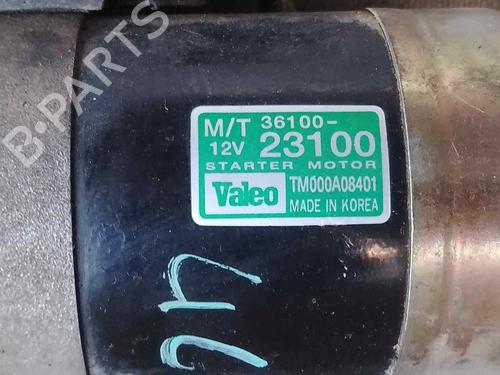 B-PARTS
M/T 36100-
12V 23100
STARTER MOTOR
Valeo TM000A08401
MADE IN KOREA